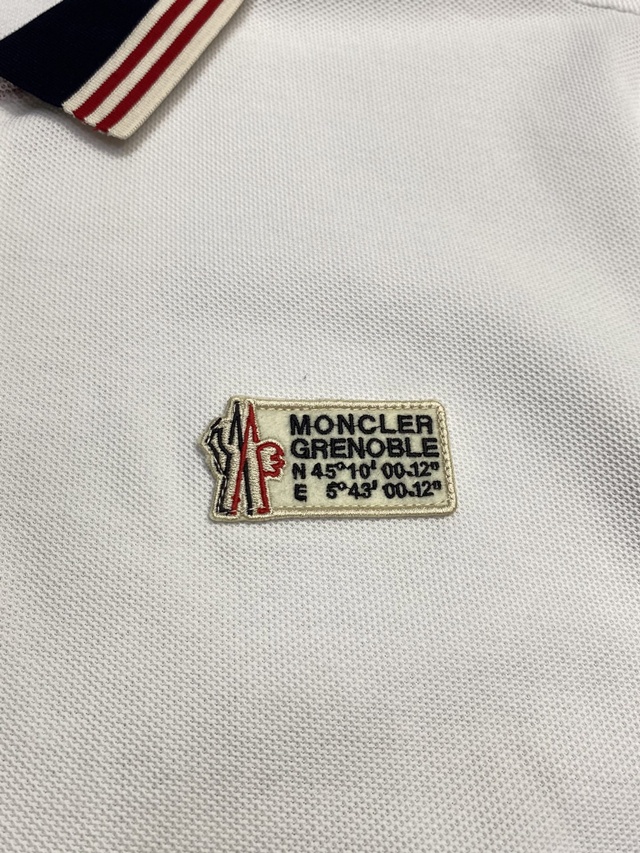 MONCLER
GRENOBLE
N 45° 10' 00.12"
E 5° 43' 00.12"